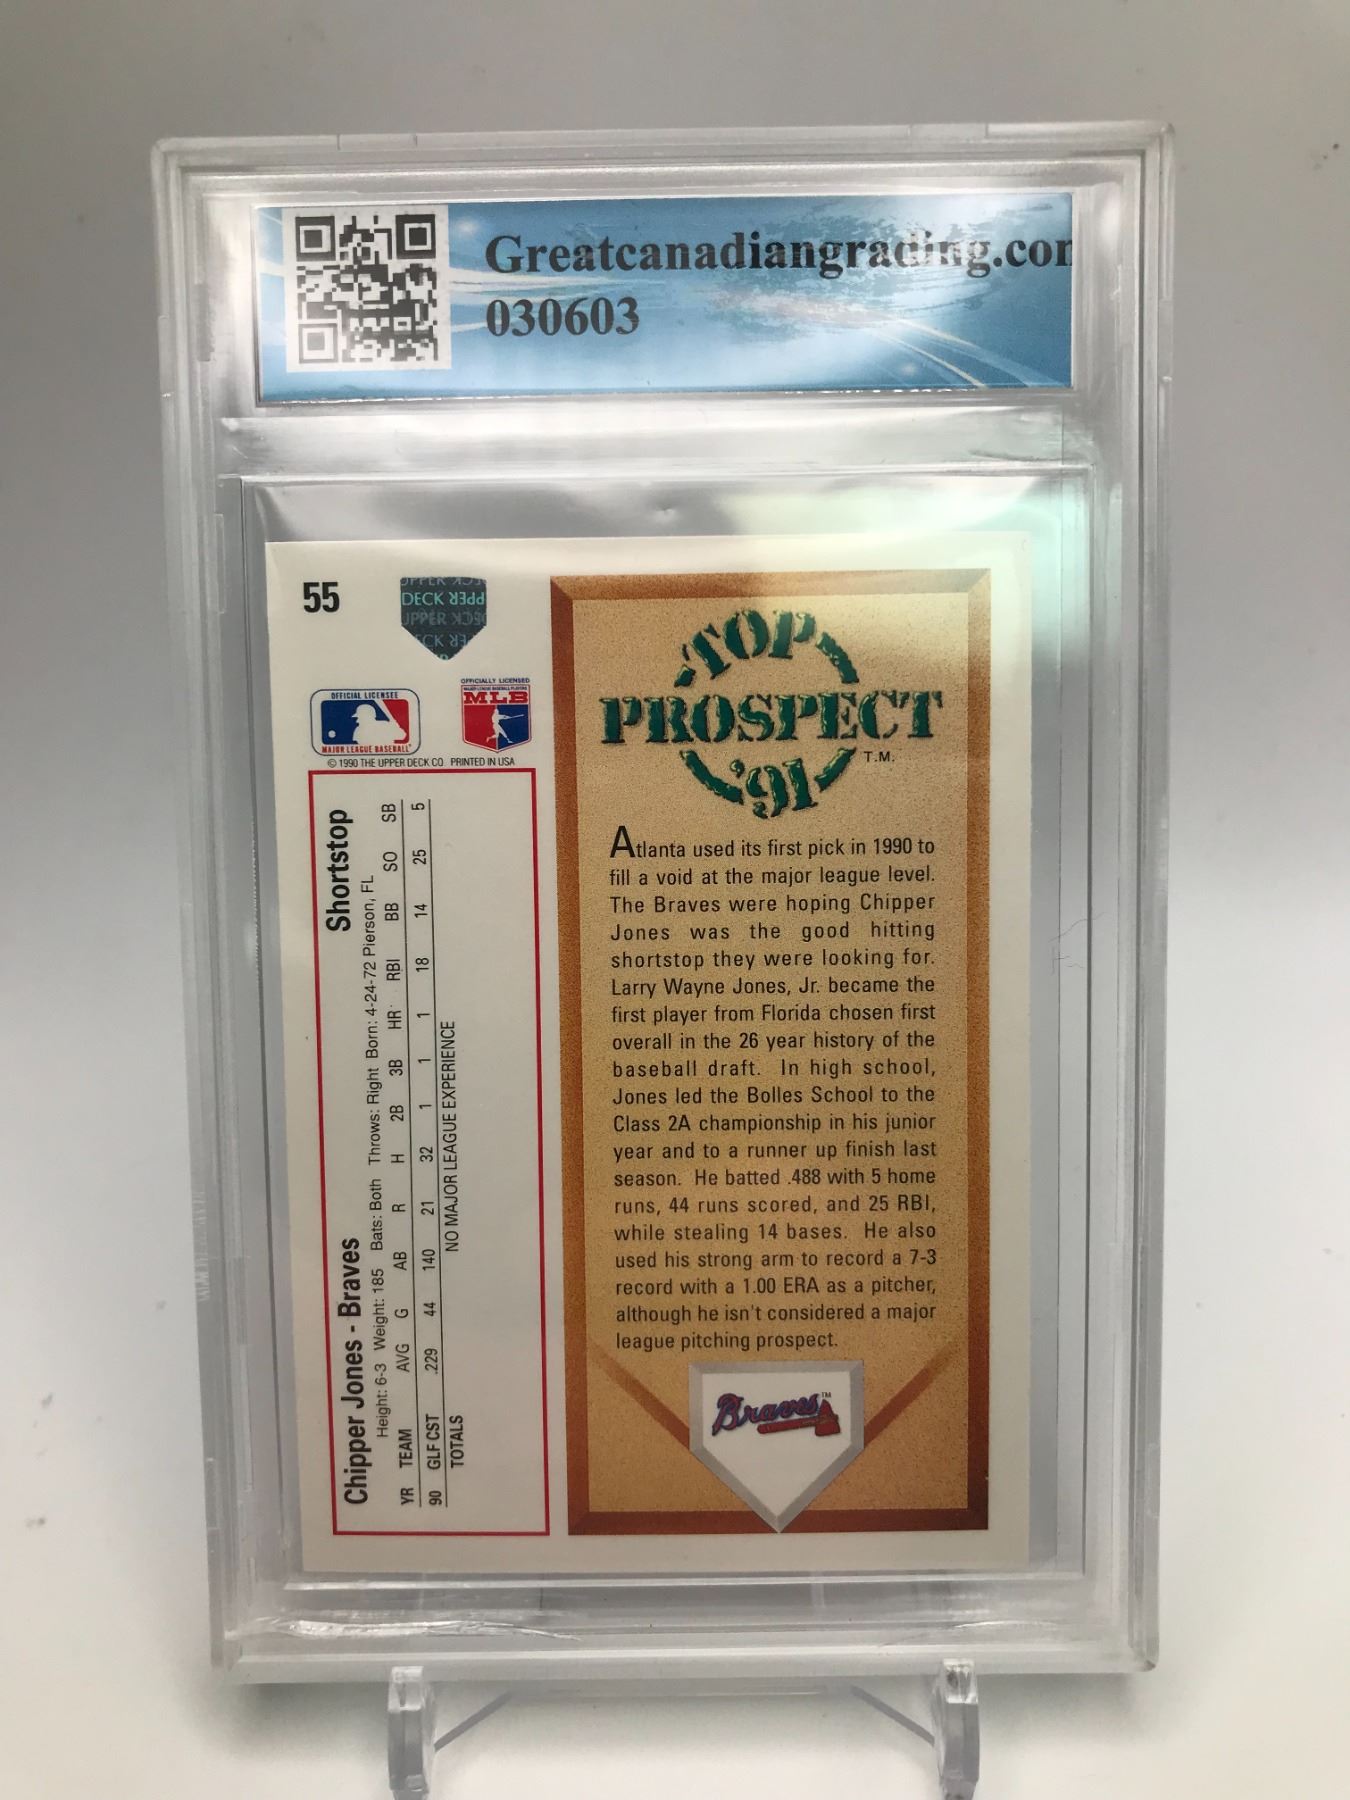 Greatcanadiangrading.com
030603
55
UPPER DECK
OFFICIAL LICENSEE
MAJOR LEAGUE BASEBALL
OFFICIALLY LICENSED
MAJOR LEAGUE BASEBALL PLAYERS
MLB
© 1990 THE UPPER DECK CO. PRINTED IN USA
Chipper Jones - Braves Shortstop
Height: 6-3 Weight: 185 Bats: Both Throws: Right Born: 4-24-72 Pierson, FL
YR TEAM AVG G AB R H 2B 3B HR RBI BB SO SB
90 GLF CST .229 44 140 21 32 1 1 1 18 14 25 5
TOTALS NO MAJOR LEAGUE EXPERIENCE
TOP
PROSPECT
'91 T.M.
Atlanta used its first pick in 1990 to
fill a void at the major league level.
The Braves were hoping Chipper
Jones was the good hitting
shortstop they were looking for.
Larry Wayne Jones, Jr. became the
first player from Florida chosen first
overall in the 26 year history of the
baseball draft. In high school,
Jones led the Bolles School to the
Class 2A championship in his junior
year and to a runner up finish last
season. He batted .488 with 5 home
runs, 44 runs scored, and 25 RBI,
while stealing 14 bases. He also
used his strong arm to record a 7-3
record with a 1.00 ERA as a pitcher,
although he isn't considered a major
league pitching prospect.
Braves TM